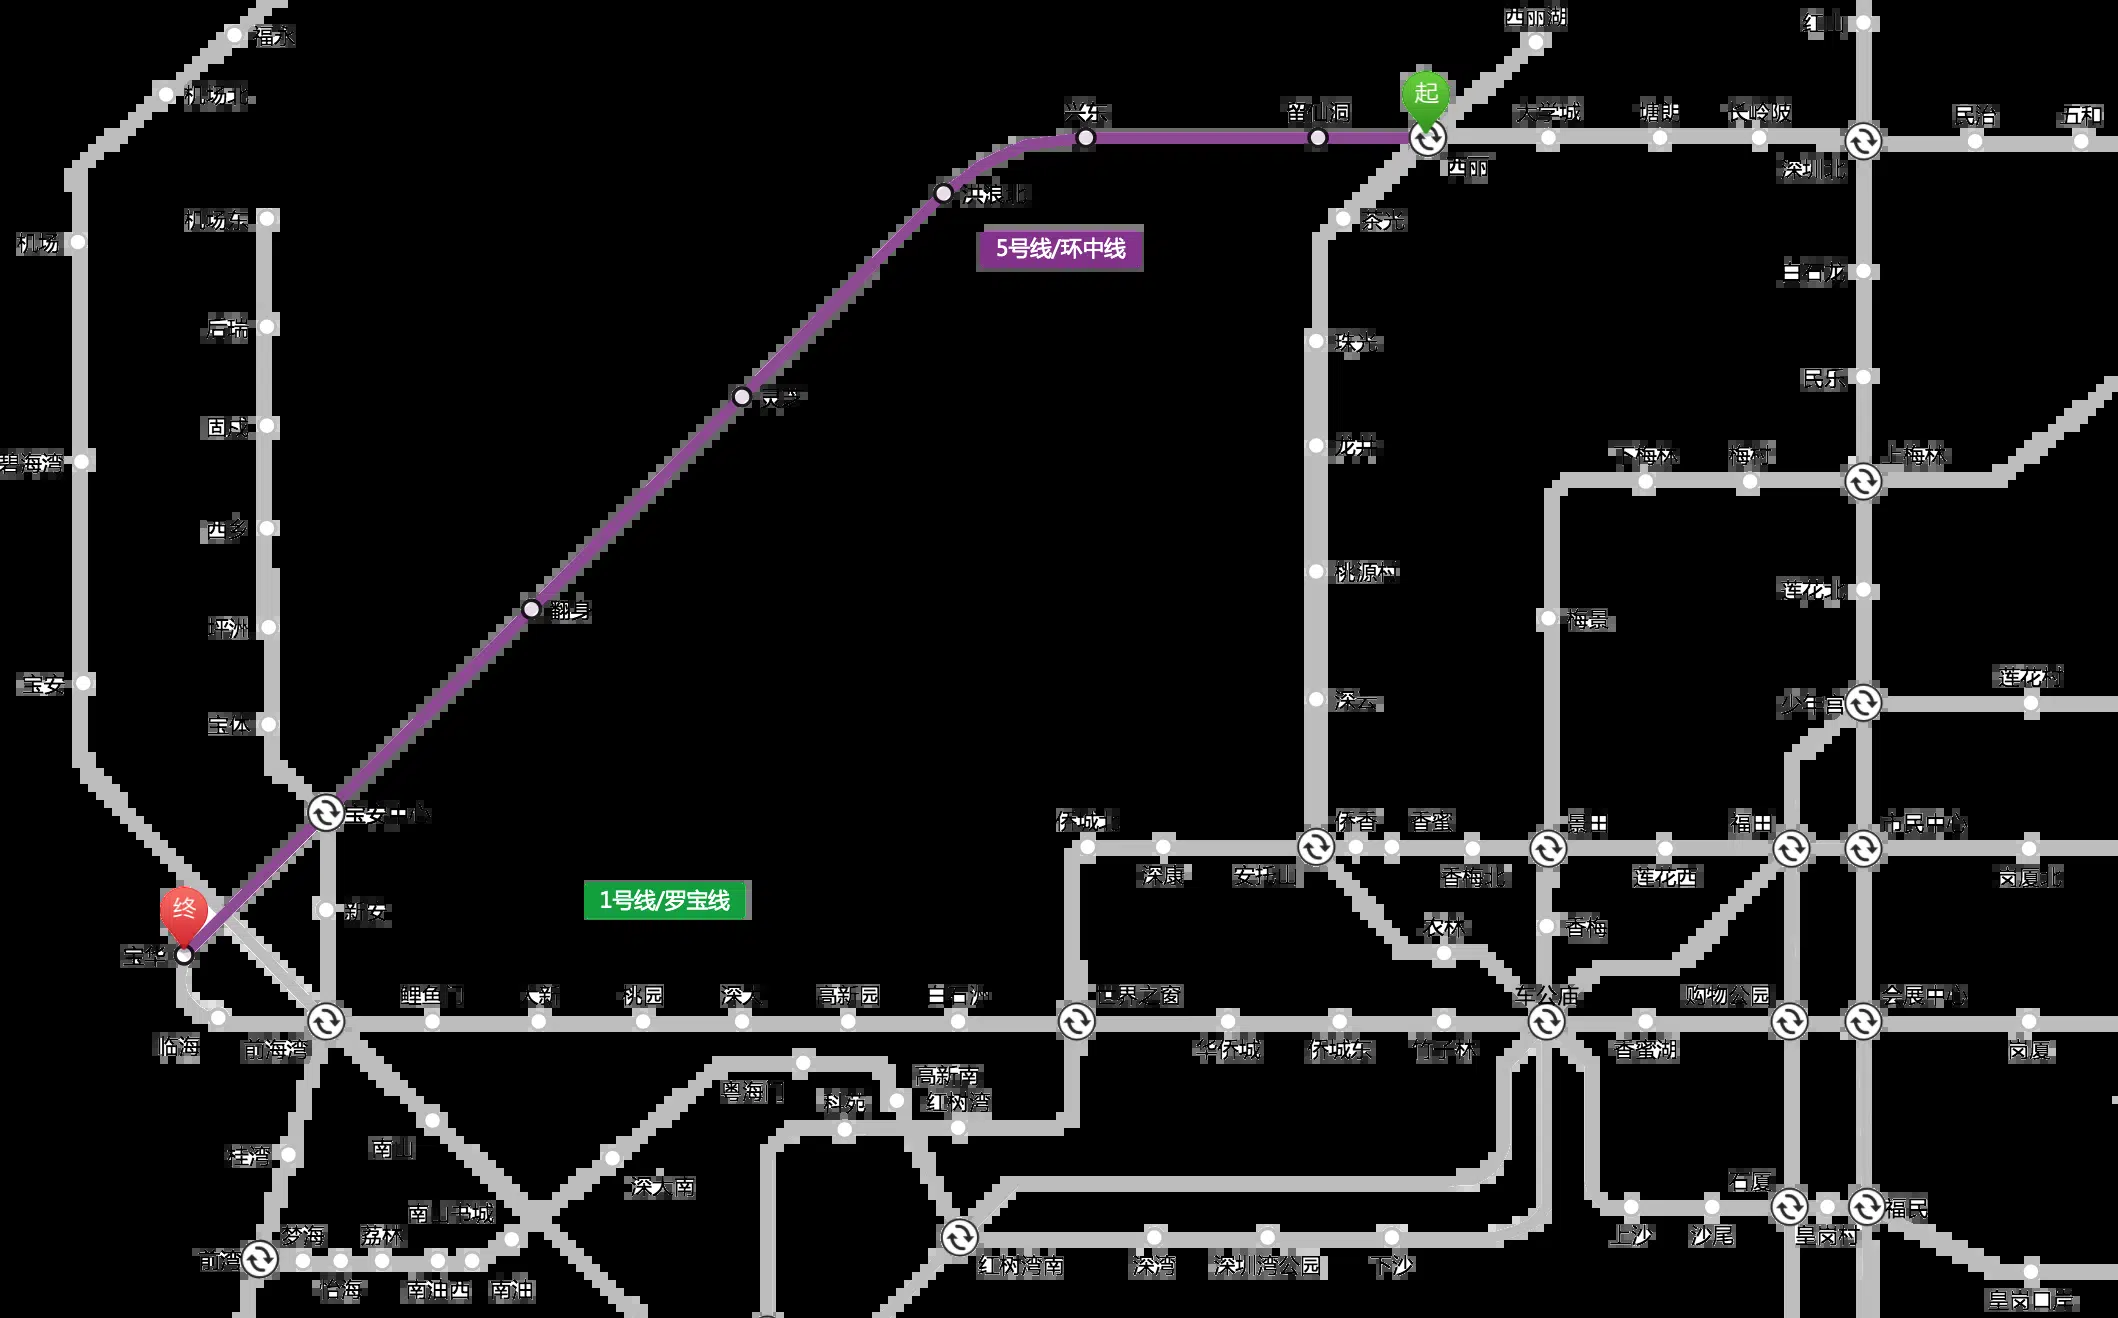 西丽湖
红山
福永
起
机场北
兴东
留仙洞
大学城
塘朗
长岭陂
民治
五和
西丽
深圳北
洪浪北
机场东
茶光
机场
5号线/环中线
白石龙
后瑞
珠光
民乐
灵芝
固戍
龙井
下梅林
梅村
上梅林
碧海湾
西乡
桃源村
莲花北
翻身
梅景
坪洲
宝安
深云
莲花村
少年宫
宝体
宝安中心
侨城北
侨香
香蜜
景田
福田
市民中心
深康
安托山
香梅北
莲花西
岗厦北
1号线/罗宝线
终
新安
农林
香梅
宝华
鲤鱼门
大新
桃园
深大
高新园
白石洲
世界之窗
车公庙
购物公园
会展中心
临海
前海湾
华侨城
侨城东
竹子林
香蜜湖
岗厦
高新南
粤海门
科苑
红树湾
桂湾
南山
深大南
石厦
南山书城
福民
梦海
荔林
上沙
沙尾
皇岗村
前湾
红树湾南
深湾
深圳湾公园
下沙
怡海
南油西
南油
皇岗口岸